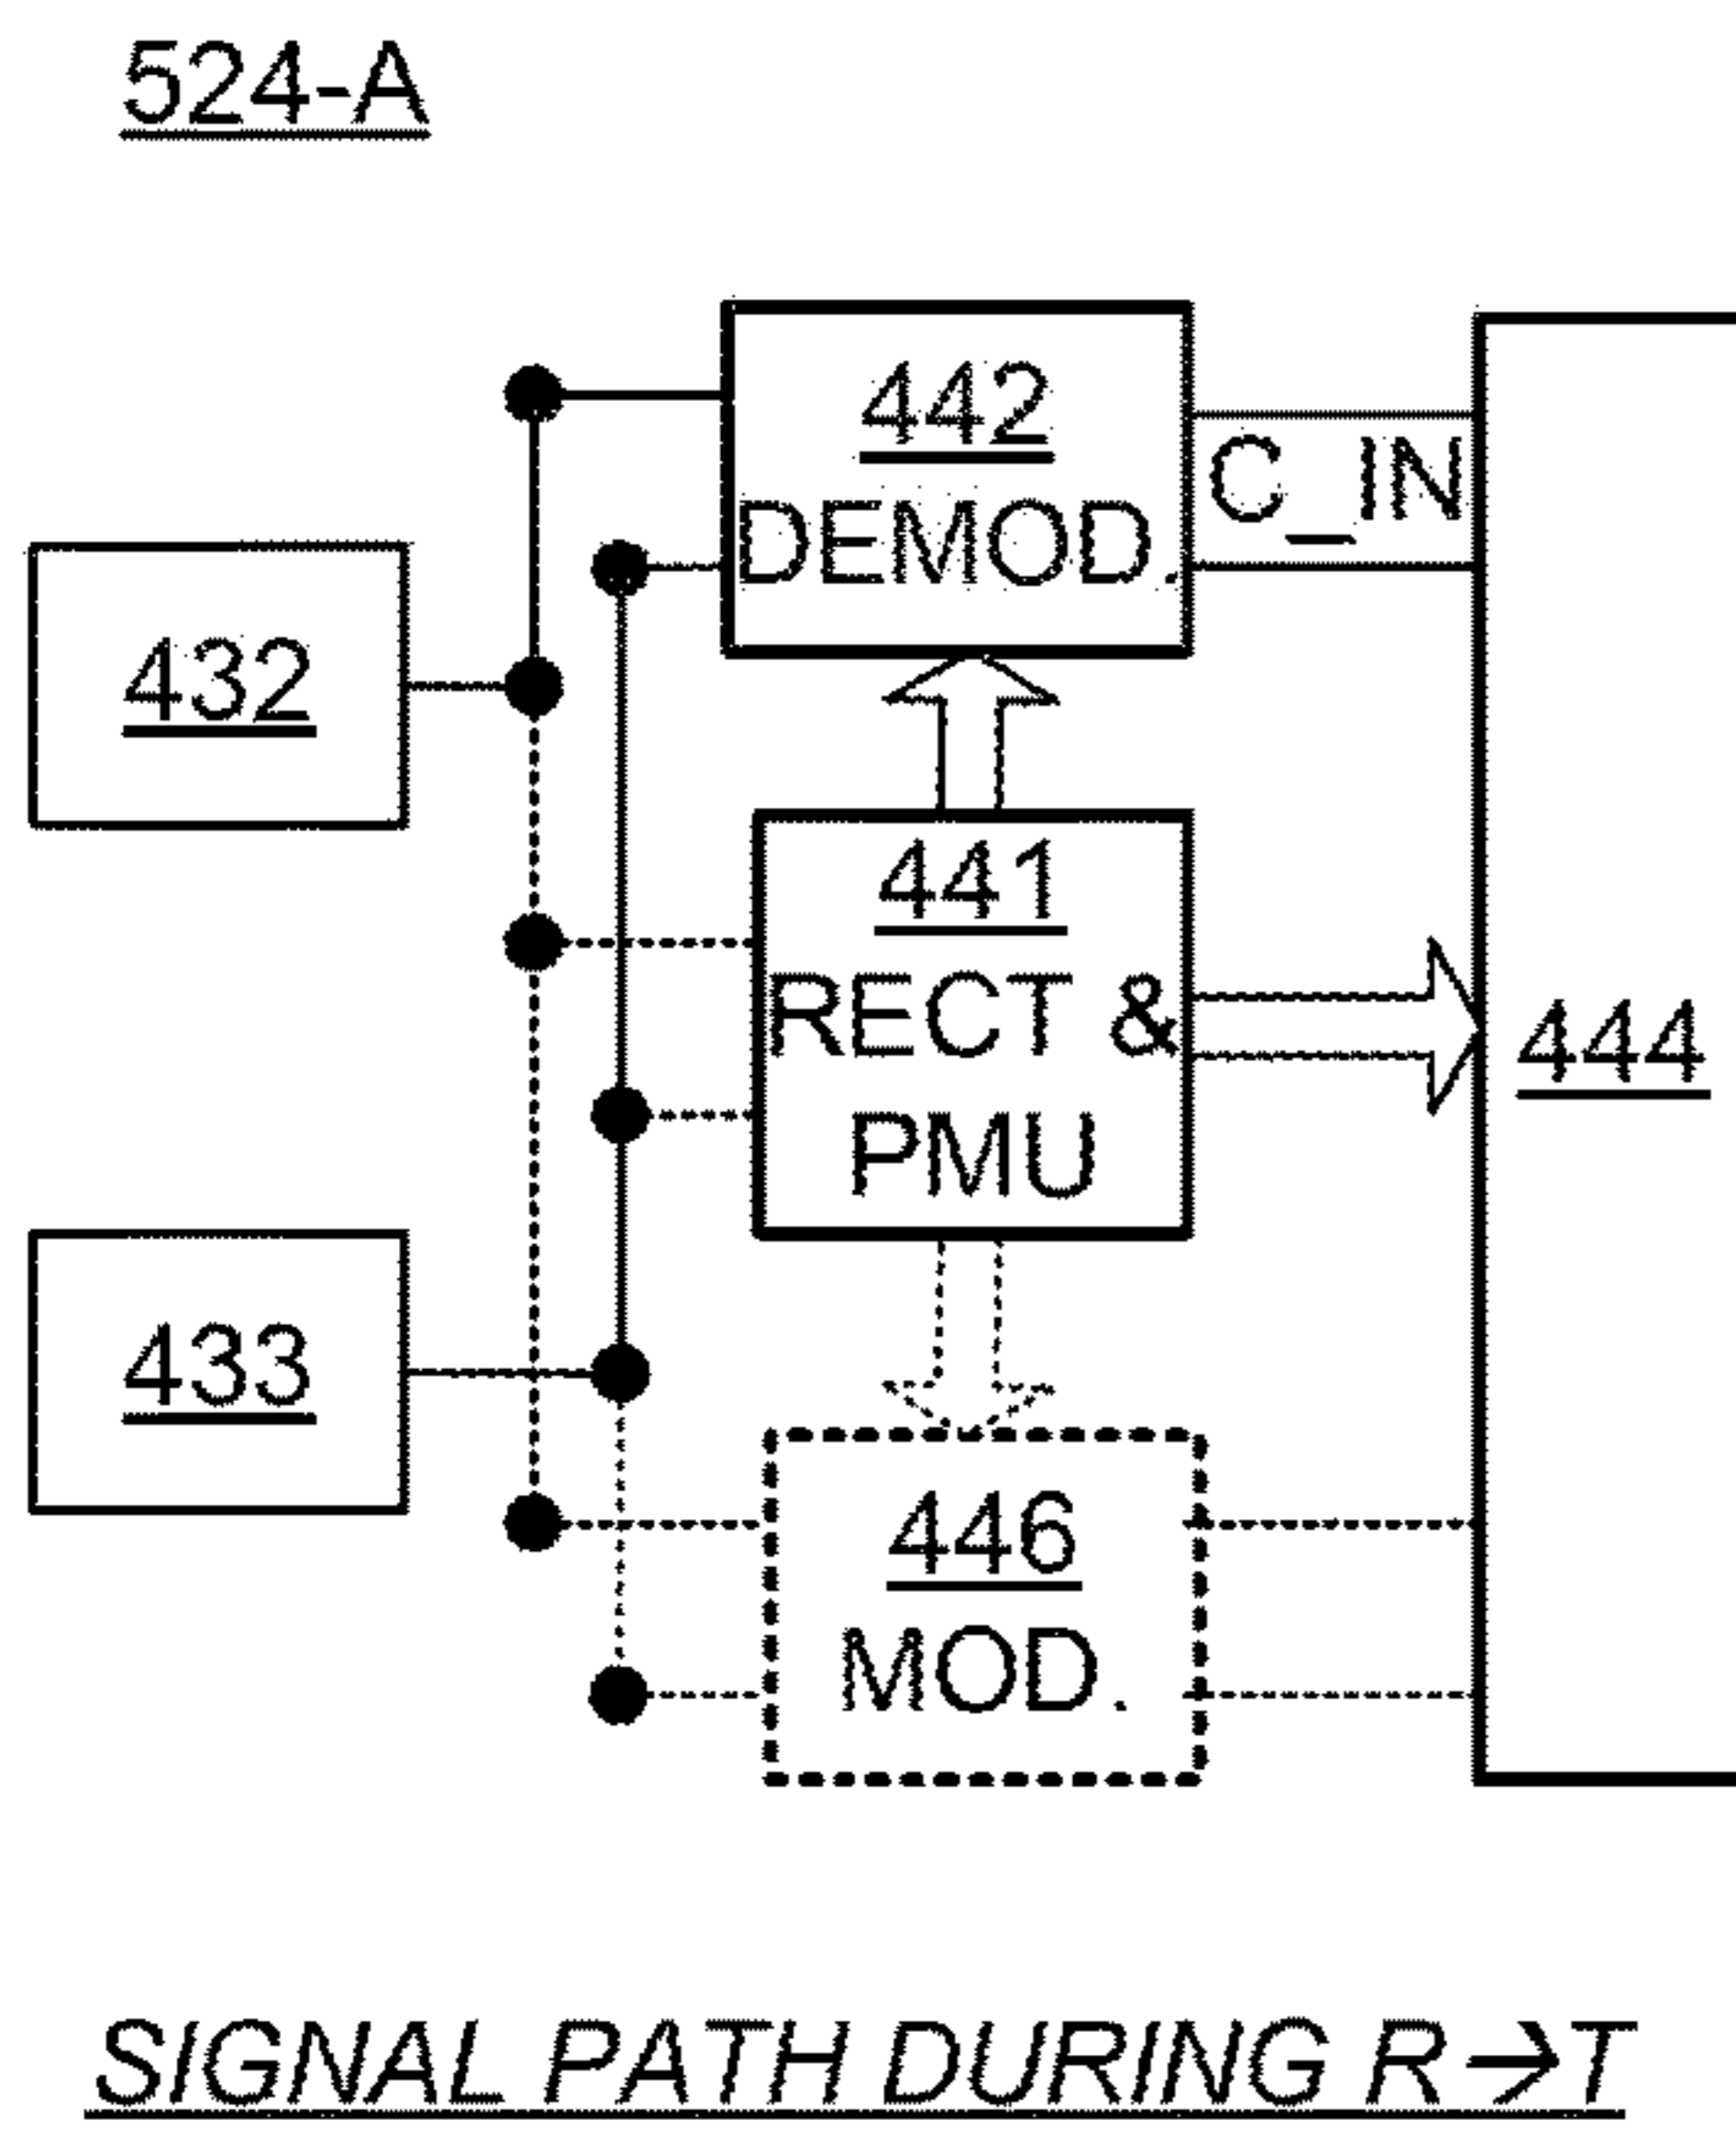 524-A
442
DEMOD.
C_IN
432
441
RECT &
PMU
444
433
446
MOD.
SIGNAL PATH DURING R→T